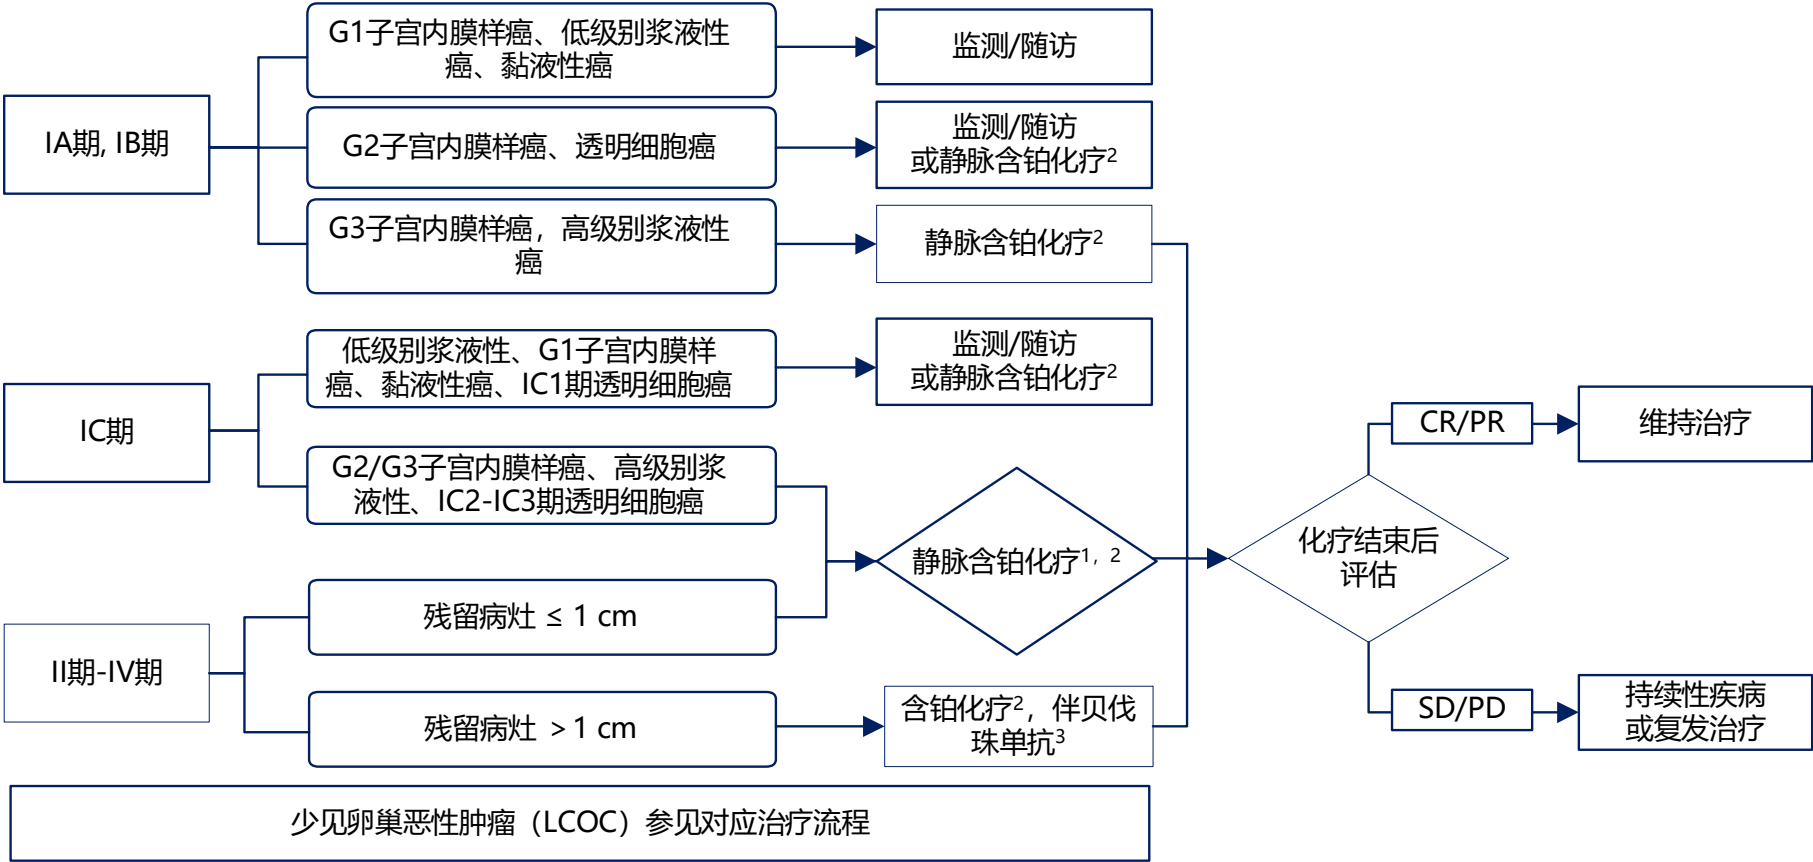 G1子宫内膜样癌、低级别浆液性
癌、黏液性癌
监测/随访
IA期, IB期
G2子宫内膜样癌、透明细胞癌
监测/随访
或静脉含铂化疗2
G3子宫内膜样癌，高级别浆液性
癌
静脉含铂化疗2
低级别浆液性、G1子宫内膜样
癌、黏液性癌、IC1期透明细胞癌
监测/随访
或静脉含铂化疗2
IC期
G2/G3子宫内膜样癌、高级别浆
液性、IC2-IC3期透明细胞癌
静脉含铂化疗1，2
化疗结束后
评估
CR/PR
维持治疗
II期-IV期
残留病灶 ≤ 1 cm
残留病灶 ＞1 cm
含铂化疗2，伴贝伐
珠单抗3
SD/PD
持续性疾病
或复发治疗
少见卵巢恶性肿瘤（LCOC）参见对应治疗流程